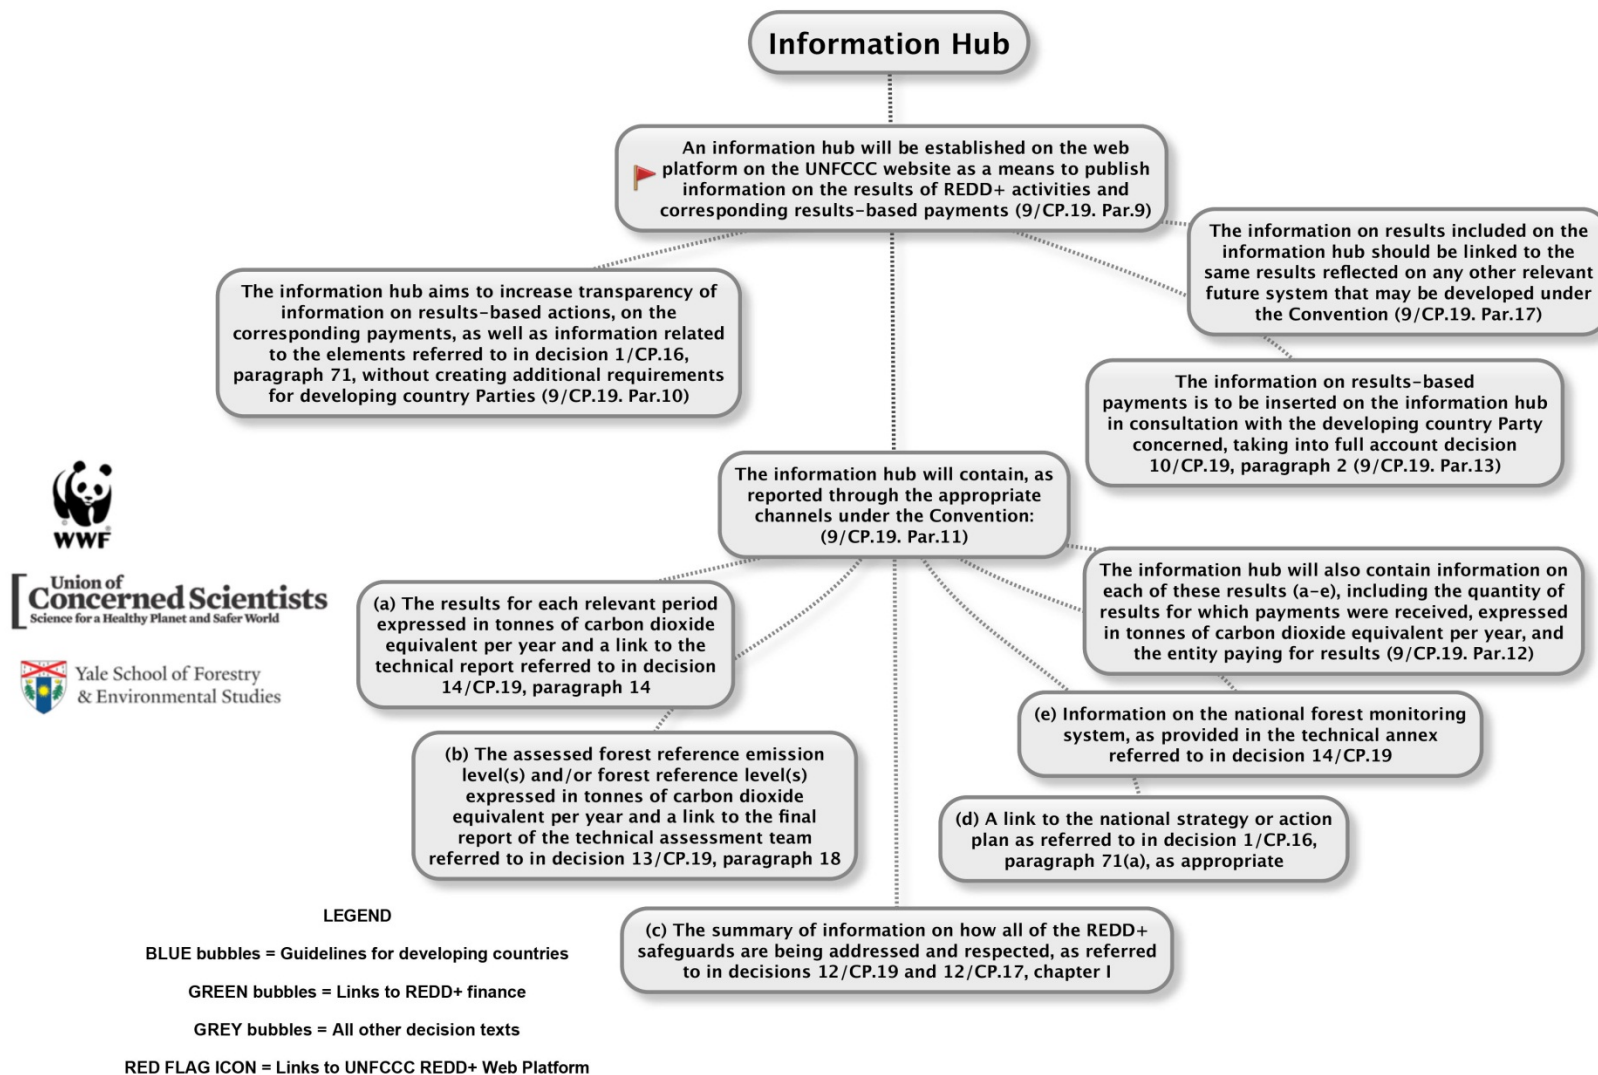 Information Hub
An information hub will be established on the web
platform on the UNFCCC website as a means to publish
information on the results of REDD+ activities and
corresponding results-based payments (9/CP.19. Par.9)
The information on results included on the
information hub should be linked to the
same results reflected on any other relevant
future system that may be developed under
the Convention (9/CP.19. Par.17)
The information hub aims to increase transparency of
information on results-based actions, on the
corresponding payments, as well as information related
to the elements referred to in decision 1/CP.16,
paragraph 71, without creating additional requirements
for developing country Parties (9/CP.19. Par.10)
The information on results-based
payments is to be inserted on the information hub
in consultation with the developing country Party
concerned, taking into full account decision
10/CP.19, paragraph 2 (9/CP.19. Par.13)
The information hub will contain, as
reported through the appropriate
channels under the Convention:
(9/CP.19. Par.11)
WWF
Union of
Concerned Scientists
Science for a Healthy Planet and Safer World
Yale School of Forestry
& Environmental Studies
The information hub will also contain information on
each of these results (a-e), including the quantity of
results for which payments were received, expressed
in tonnes of carbon dioxide equivalent per year, and
the entity paying for results (9/CP.19. Par.12)
(a) The results for each relevant period
expressed in tonnes of carbon dioxide
equivalent per year and a link to the
technical report referred to in decision
14/CP.19, paragraph 14
(e) Information on the national forest monitoring
system, as provided in the technical annex
referred to in decision 14/CP.19
(b) The assessed forest reference emission
level(s) and/or forest reference level(s)
expressed in tonnes of carbon dioxide
equivalent per year and a link to the final
report of the technical assessment team
referred to in decision 13/CP.19, paragraph 18
(d) A link to the national strategy or action
plan as referred to in decision 1/CP.16,
paragraph 71(a), as appropriate
(c) The summary of information on how all of the REDD+
safeguards are being addressed and respected, as referred
to in decisions 12/CP.19 and 12/CP.17, chapter I
LEGEND
BLUE bubbles = Guidelines for developing countries
GREEN bubbles = Links to REDD+ finance
GREY bubbles = All other decision texts
RED FLAG ICON = Links to UNFCCC REDD+ Web Platform